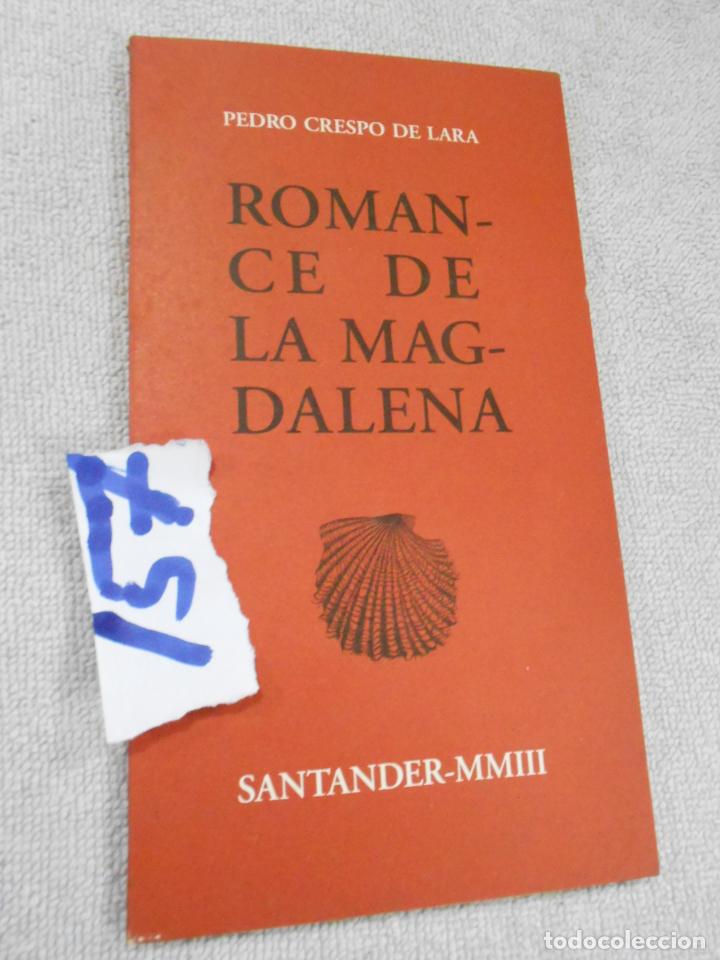 PEDRO CRESPO DE LARA
ROMAN-
CE DE
LA MAG-
DALENA
157
SANTANDER-MMIII
todocoleccion